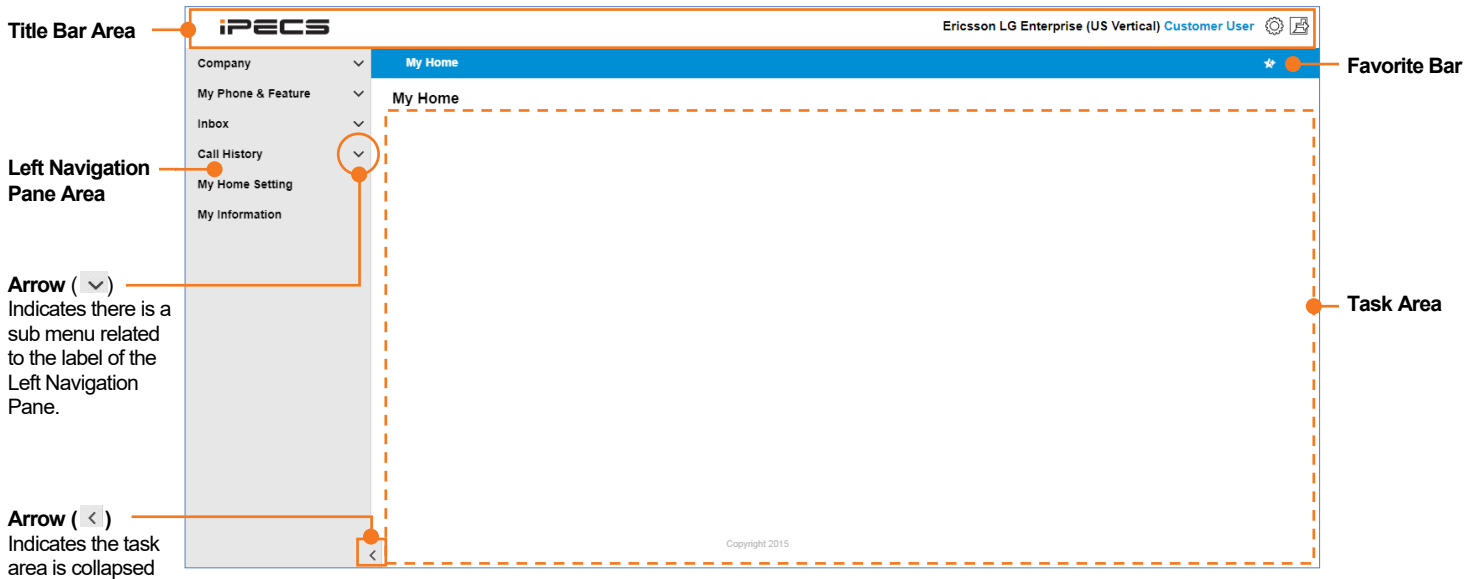 Title Bar Area
iPECS
Ericsson LG Enterprise (US Vertical) Customer User
Company
My Home
Favorite Bar
My Phone & Feature
My Home
Inbox
Call History
Left Navigation
Pane Area
My Home Setting
My Information
Arrow ( )
Indicates there is a
sub menu related
to the label of the
Left Navigation
Pane.
Task Area
Arrow ( )
Indicates the task
area is collapsed
Copyright 2015